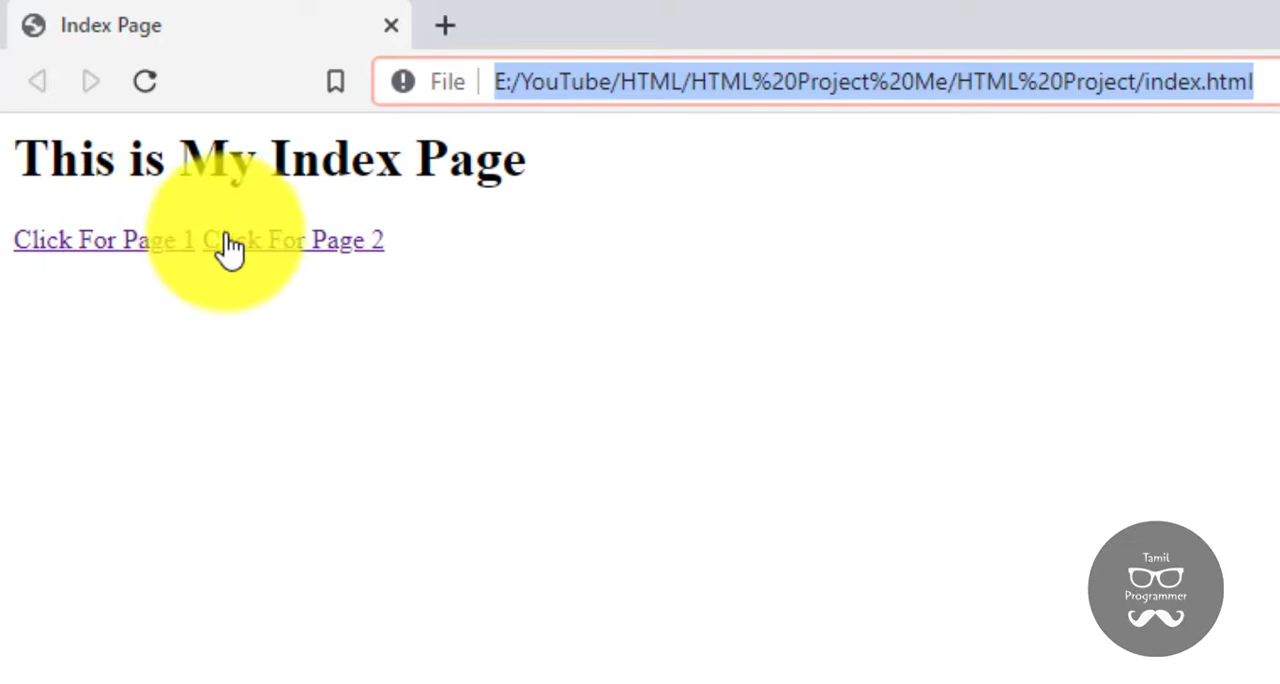 Index Page
File E:/YouTube/HTML/HTML%20Project%20Me/HTML%20Project/index.html
This is My Index Page
Click For Page 1 Click For Page 2
Tamil
Programmer